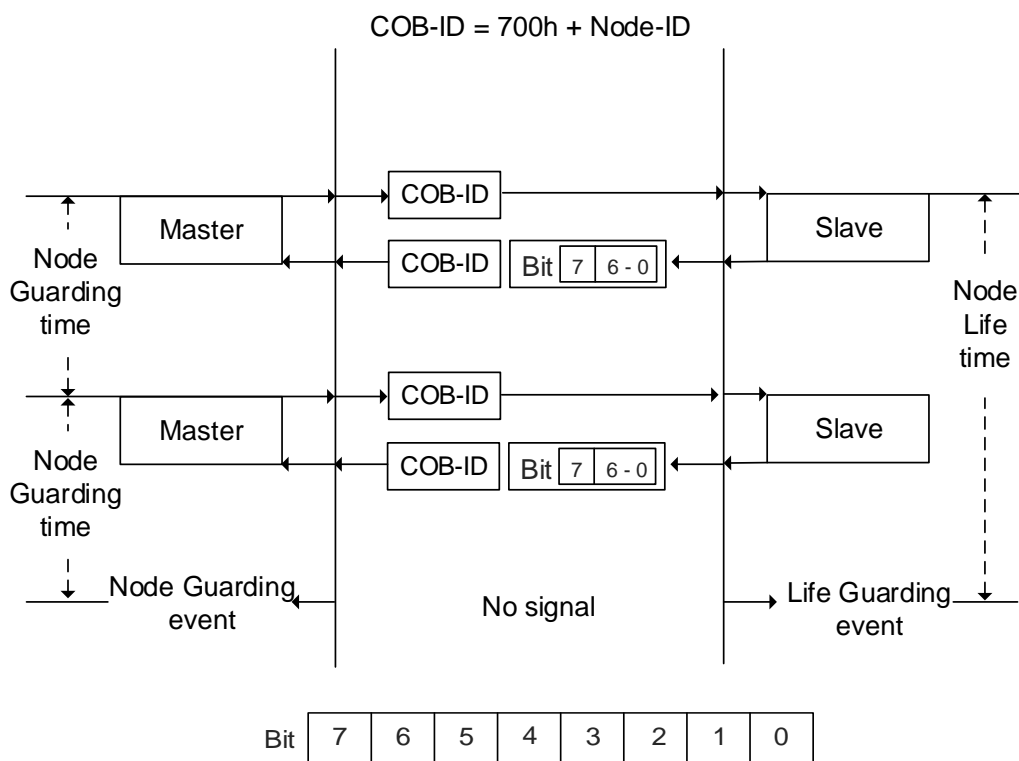 COB-ID = 700h + Node-ID
COB-ID
Master
Slave
COB-ID
Bit 7 6 - 0
Node
Guarding
time
Node
Life
time
COB-ID
Master
Slave
COB-ID
Bit 7 6 - 0
Node
Guarding
time
Node Guarding
event
No signal
Life Guarding
event
Bit 7 6 5 4 3 2 1 0